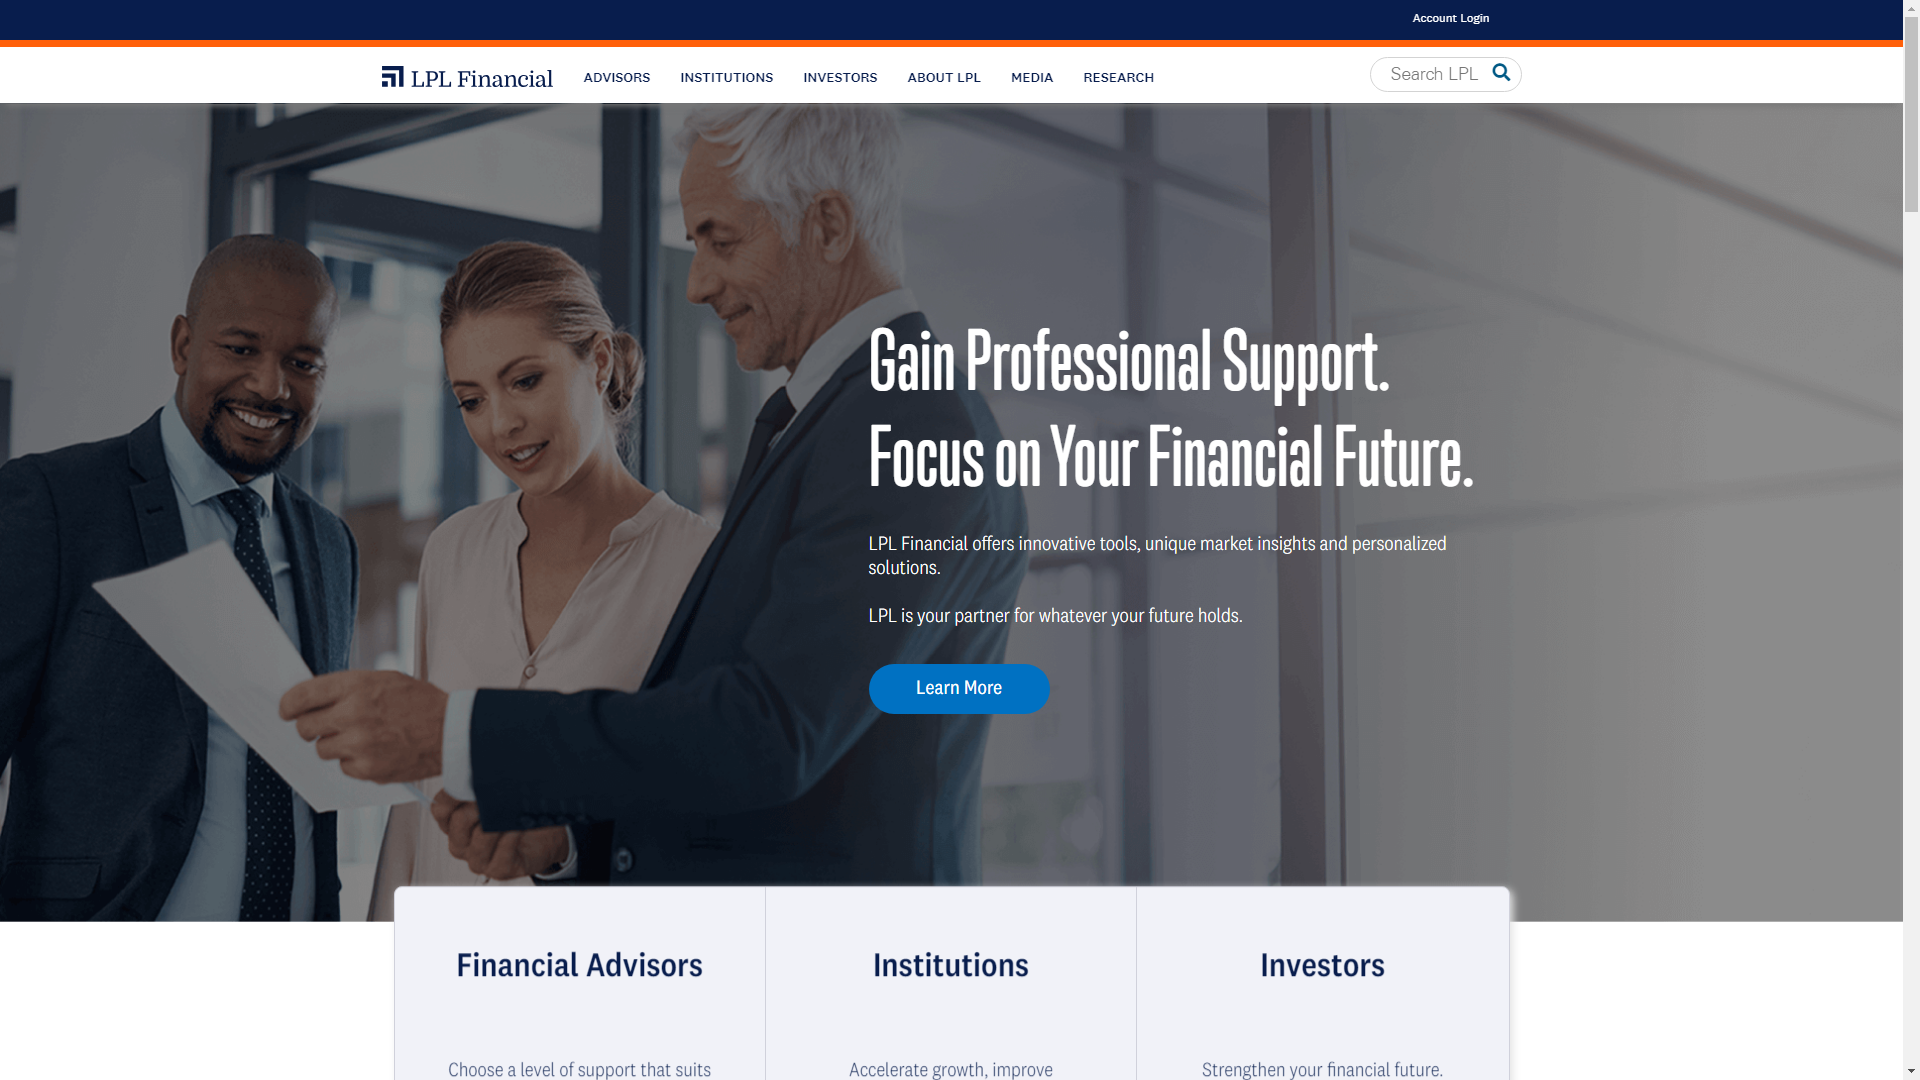 Account Login
LPL Financial
ADVISORS INSTITUTIONS INVESTORS ABOUT LPL MEDIA RESEARCH
Search LPL
Gain Professional Support.
Focus on Your Financial Future.
LPL Financial offers innovative tools, unique market insights and personalized
solutions.
LPL is your partner for whatever your future holds.
Learn More
Financial Advisors
Choose a level of support that suits
Institutions
Accelerate growth, improve
Investors
Strengthen your financial future.